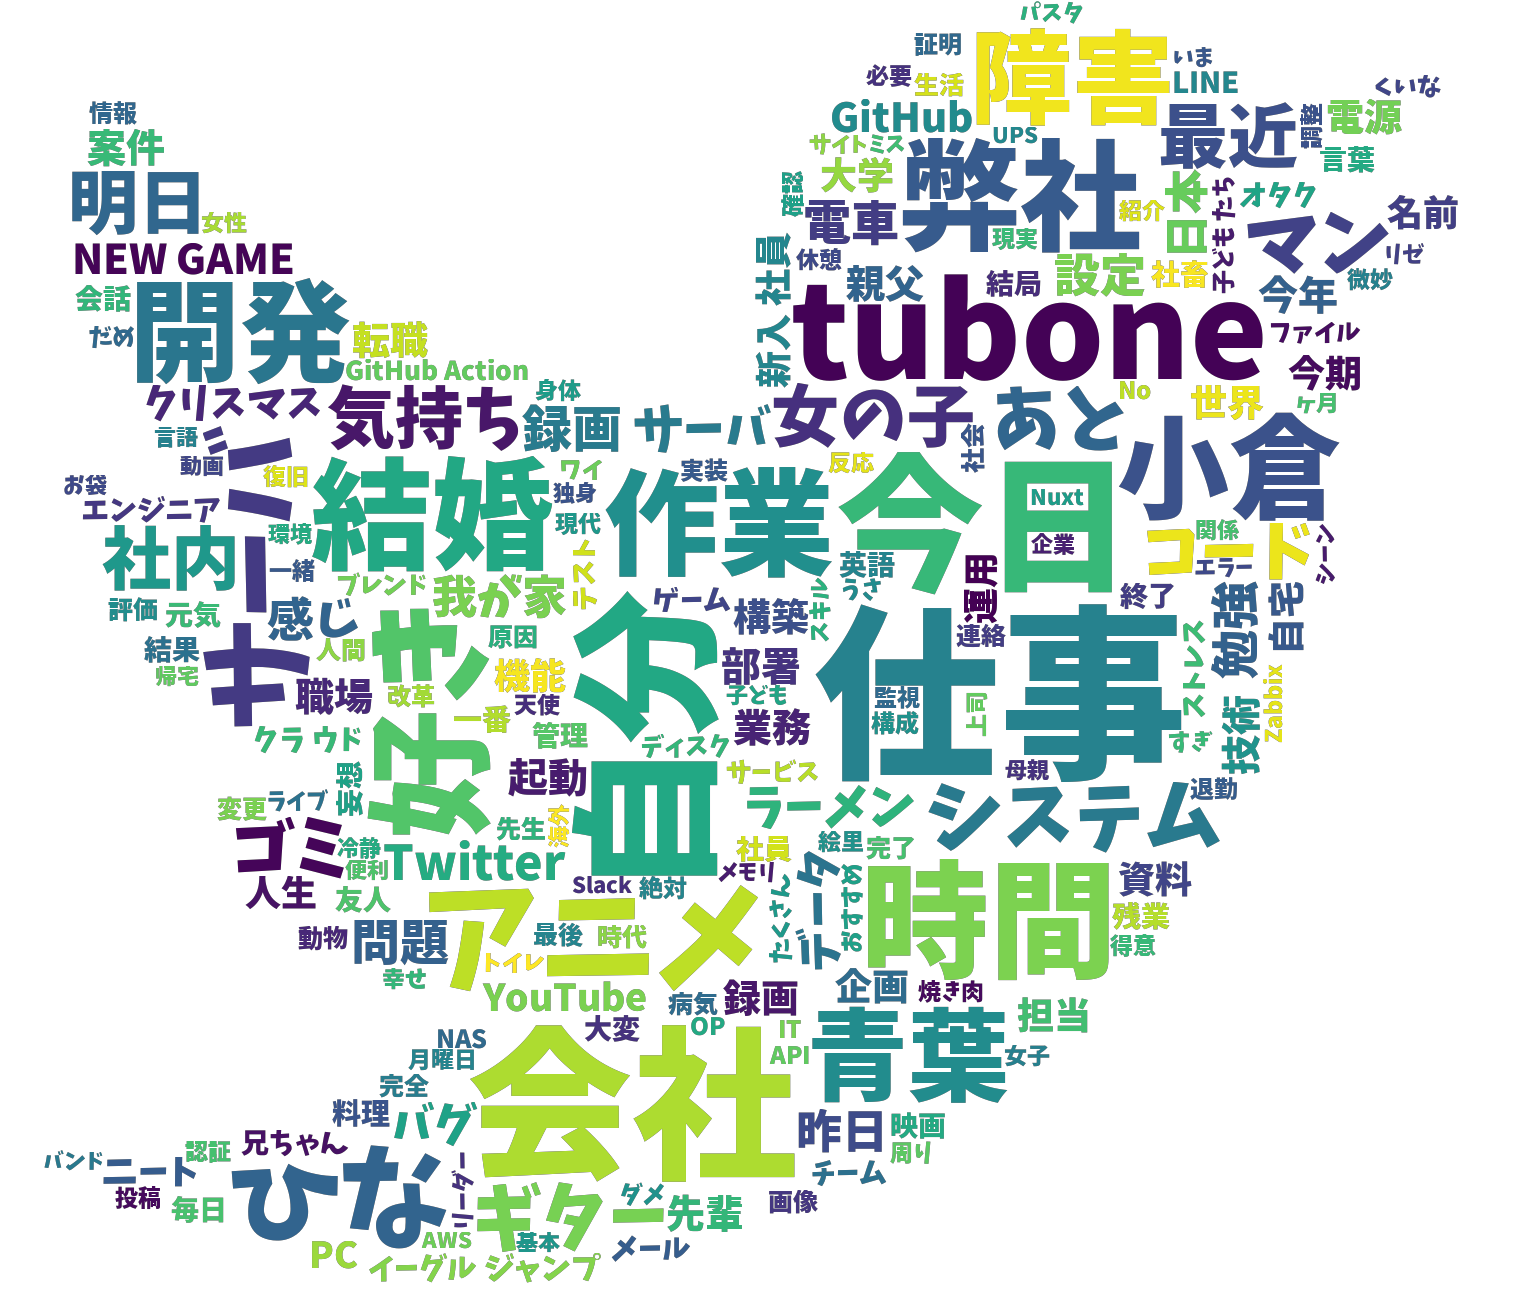 パスタ
証明
障害
いま
必要
生活
LINE
くいな
情報
GitHub
UPS
最近
調整
電源
案件
サイト
ミス
弊社
言葉
明日
大学
確認
電車
紹介
日本
子どもたち
オタク
名前
女性
マン
リゼ
NEW GAME
新入社員
休憩
現実
親父
結局
設定
社畜
今年
微妙
会話
開発
だめ
転職
tubone
ファイル
GitHub Action
身体
今期
クリスマス
気持ち
録画
サーバ
女の子
あと
No
世界
ケ月
言語
動画
サーバー
復旧
ワイ
実装
反応
社会
小倉
お袋
エンジニア
結婚
独身
作業
今日
Nuxt
環境
現代
企業
コード
関係
エラー
シーン
社内
一緒
ブレンド
テスト
英語
うさ
運用
終了
評価
元気
感じ
我が家
ゲーム
構築
スキル
勉強
自宅
結果
人間
好き
原因
自分
部署
仕事
連絡
ストレス
帰宅
職場
改革
機能
天使
子ども
監視
上司
技術
Zabbix
クラウド
一番
管理
業務
構成
すぎ
ディスク
妄想
起動
サービス
母親
変更
ライブ
先生
海外
ラーメン
システム
退勤
ゴミ
冷静
Twitter
社員
絵里
完了
便利
人生
友人
Slack
絶対
メモリ
データ
たくさん
おすすめ
時間
資料
アニメ
残業
動物
問題
最後
時代
得意
トイレ
幸せ
YouTube
病気
録画
企画
焼き肉
担当
NAS
大変
OP
IT
青葉
月曜日
会社
API
女子
完全
料理
バグ
昨日
映画
兄ちゃん
認証
周り
バンド
ニート
ひな
リーダー
チーム
投稿
毎日
ギター
ダメ
先輩
画像
AWS
基本
メール
PC
イーグル
ジャンプ